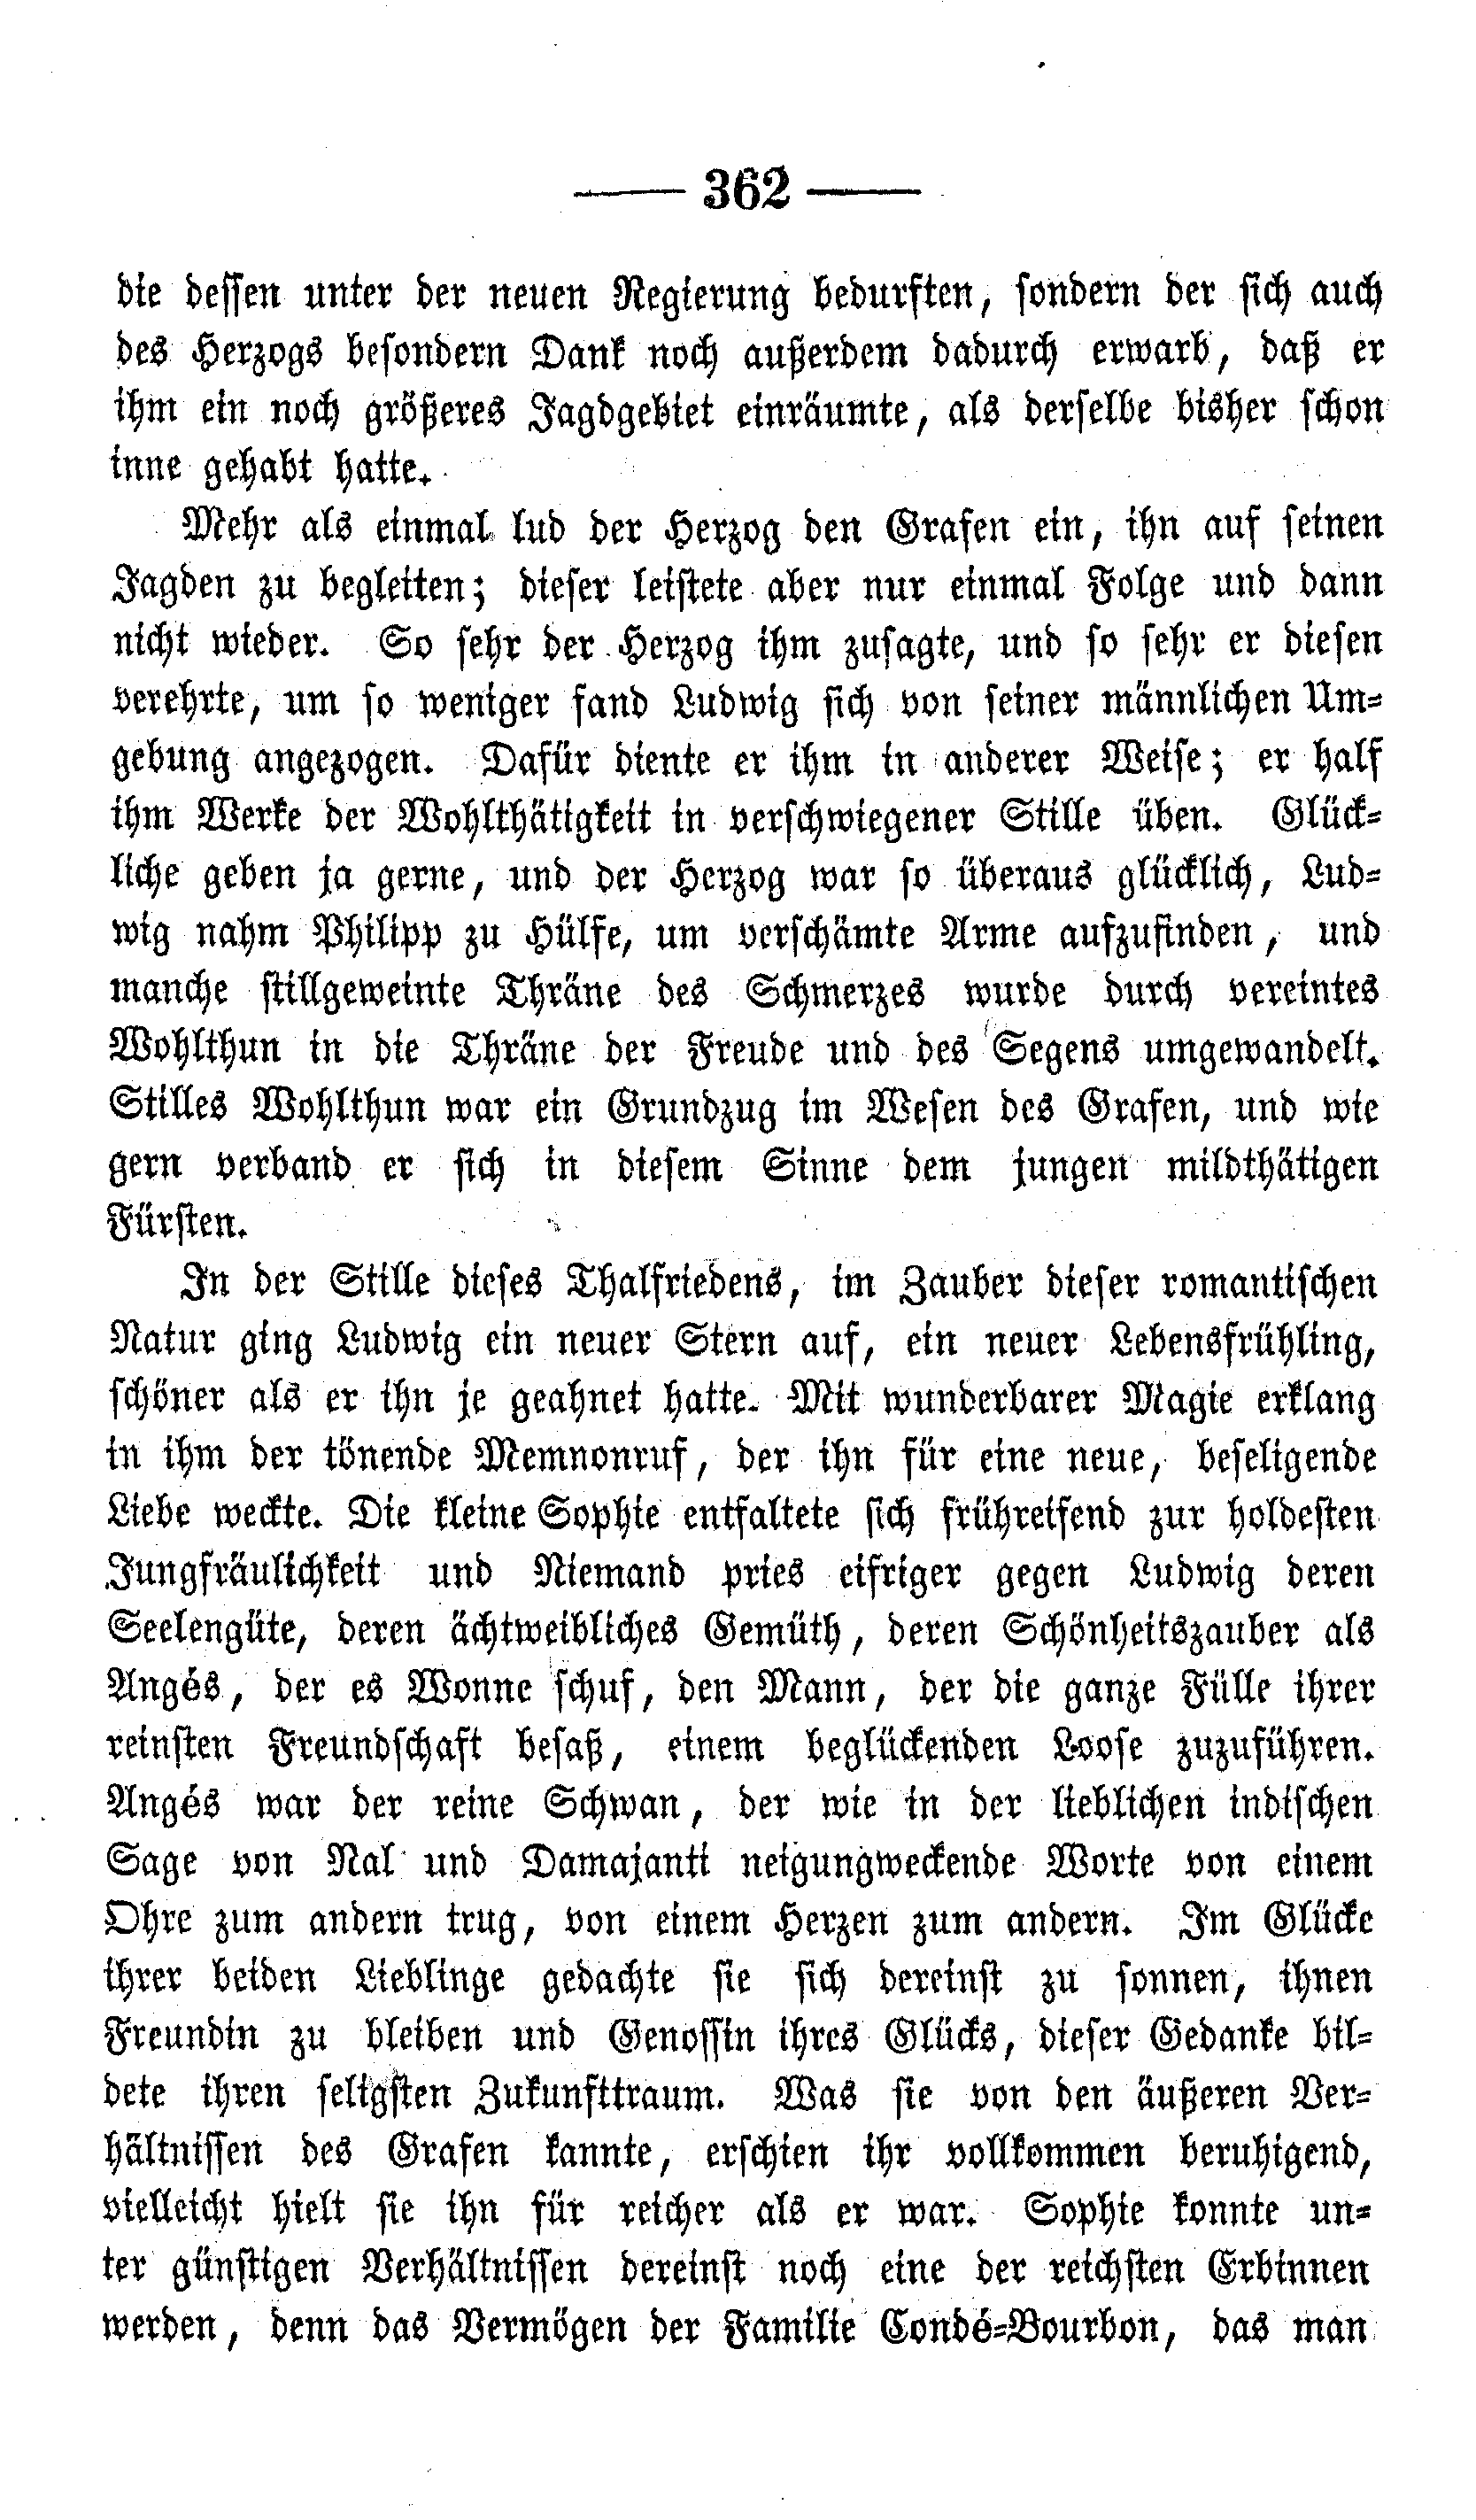 — 362 —
die dessen unter der neuen Regierung bedurften, sondern der sich auch
des Herzogs besondern Dank noch außerdem dadurch erwarb, daß er
ihm ein noch größeres Jagdgebiet einräumte, als derselbe bisher schon
inne gehabt hatte.
Mehr als einmal lud der Herzog den Grafen ein, ihn auf seinen
Jagden zu begleiten; dieser leistete aber nur einmal Folge und dann
nicht wieder. So sehr der Herzog ihm zusagte, und so sehr er diesen
verehrte, um so weniger fand Ludwig sich von seiner männlichen Um-
gebung angezogen. Dafür diente er ihm in anderer Weise; er half
ihm Werke der Wohlthätigkeit in verschwiegener Stille üben. Glück-
liche geben ja gerne, und der Herzog war so überaus glücklich, Lud-
wig nahm Philipp zu Hülfe, um verschämte Arme aufzufinden, und
manche stillgeweinte Thräne des Schmerzes wurde durch vereintes
Wohlthun in die Thräne der Freude und des Segens umgewandelt.
Stilles Wohlthun war ein Grundzug im Wesen des Grafen, und wie
gern verband er sich in diesem Sinne dem jungen mildthätigen
Fürsten.
In der Stille dieses Thalfriedens, im Zauber dieser romantischen
Natur ging Ludwig ein neuer Stern auf, ein neuer Lebensfrühling,
schöner als er ihn je geahnet hatte. Mit wunderbarer Magie erklang
in ihm der tönende Memnonruf, der ihn für eine neue, beseligende
Liebe weckte. Die kleine Sophie entfaltete sich frühreifend zur holdesten
Jungfräulichkeit und Niemand pries eifriger gegen Ludwig deren
Seelengüte, deren ächtweibliches Gemüth, deren Schönheitszauber als
Angés, der es Wonne schuf, den Mann, der die ganze Fülle ihrer
reinsten Freundschaft besaß, einem beglückenden Loose zuzuführen.
Angés war der reine Schwan, der wie in der lieblichen indischen
Sage von Nal und Damajanti neigungweckende Worte von einem
Ohre zum andern trug, von einem Herzen zum andern. Im Glücke
ihrer beiden Lieblinge gedachte sie sich dereinst zu sonnen, ihnen
Freundin zu bleiben und Genossin ihres Glücks, dieser Gedanke bil-
dete ihren seligsten Zukunfttraum. Was sie von den äußeren Ver-
hältnissen des Grafen kannte, erschien ihr vollkommen beruhigend,
vielleicht hielt sie ihn für reicher als er war. Sophie konnte un-
ter günstigen Verhältnissen dereinst noch eine der reichsten Erbinnen
werden, denn das Vermögen der Familie Condé-Bourbon, das man